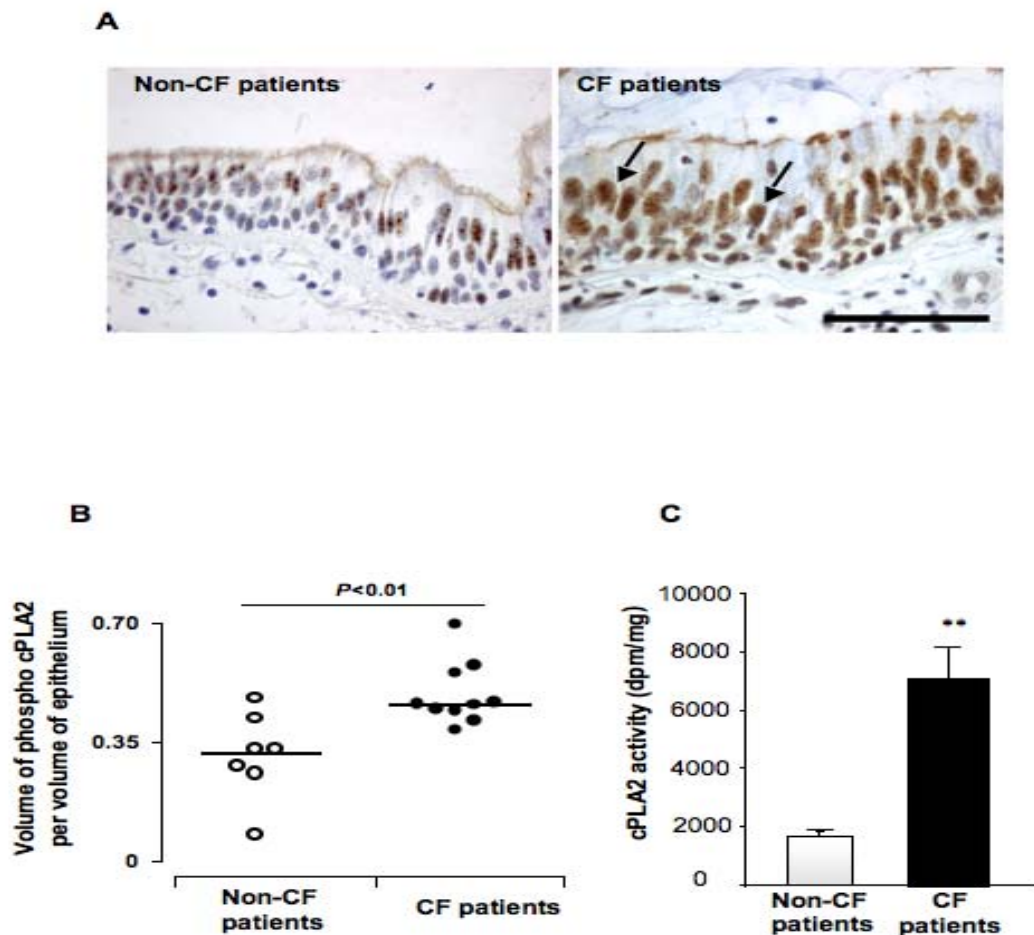 A
Non-CF patients
CF patients
B
P<0.01
Volume of phospho cPLA2
per volume of epithelium
0.70
0.35
0
Non-CF
patients
CF patients
C
cPLA2 activity (dpm/mg)
10000
8000
6000
4000
2000
0
**
Non-CF
patients
CF
patients